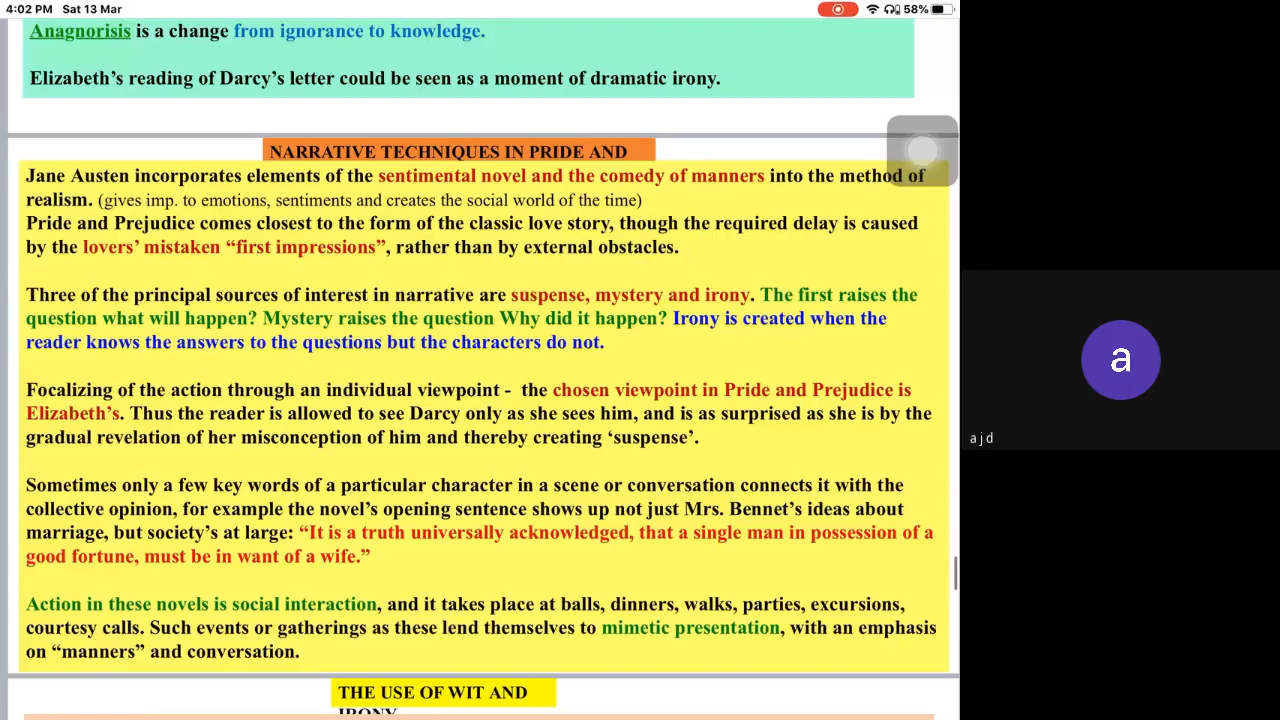 4:02 PM Sat 13 Mar
58%
Anagnorisis is a change from ignorance to knowledge.
Elizabeth’s reading of Darcy’s letter could be seen as a moment of dramatic irony.
NARRATIVE TECHNIQUES IN PRIDE AND
Jane Austen incorporates elements of the sentimental novel and the comedy of manners into the method of
realism. (gives imp. to emotions, sentiments and creates the social world of the time)
Pride and Prejudice comes closest to the form of the classic love story, though the required delay is caused
by the lovers’ mistaken “first impressions”, rather than by external obstacles.
Three of the principal sources of interest in narrative are suspense, mystery and irony. The first raises the
question what will happen? Mystery raises the question Why did it happen? Irony is created when the
reader knows the answers to the questions but the characters do not.
Focalizing of the action through an individual viewpoint - the chosen viewpoint in Pride and Prejudice is
Elizabeth’s. Thus the reader is allowed to see Darcy only as she sees him, and is as surprised as she is by the
gradual revelation of her misconception of him and thereby creating ‘suspense’.
Sometimes only a few key words of a particular character in a scene or conversation connects it with the
collective opinion, for example the novel’s opening sentence shows up not just Mrs. Bennet’s ideas about
marriage, but society’s at large: “It is a truth universally acknowledged, that a single man in possession of a
good fortune, must be in want of a wife.”
Action in these novels is social interaction, and it takes place at balls, dinners, walks, parties, excursions,
courtesy calls. Such events or gatherings as these lend themselves to mimetic presentation, with an emphasis
on “manners” and conversation.
THE USE OF WIT AND
IRONY
a
a j d